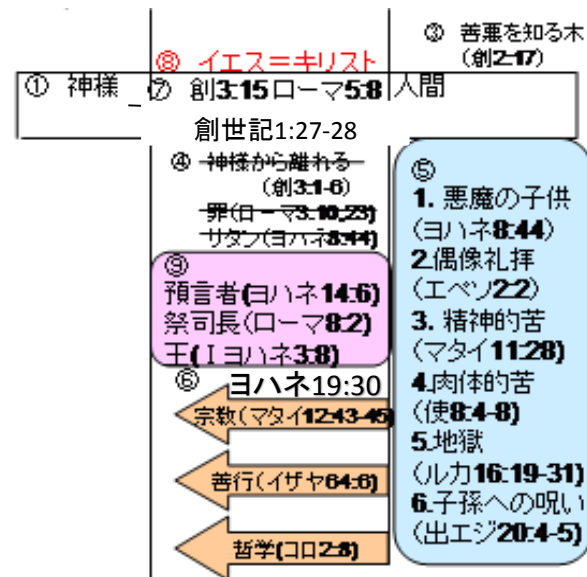 ③ 善悪を知る木
(創2:17)
⑧ イエス=キリスト
① 神様
⑦ 創3:15ローマ5:8
人間
創世記1:27-28
④ 神様から離れる
(創3:1-6)
罪(ローマ3:10,23)
サタン(ヨハネ8:44)
⑨
預言者(ヨハネ14:6)
祭司長(ローマ8:2)
王(Iヨハネ3:8)
⑥ ヨハネ19:30
宗教(マタイ12:43-45)
善行(イザヤ64:6)
哲学(コロ2:8)
⑤
1. 悪魔の子供
(ヨハネ8:44)
2.偶像礼拝
(エペソ2:2)
3. 精神的苦
(マタイ11:28)
4.肉体的苦
(使8:4-8)
5.地獄
(ルカ16:19-31)
6.子孫への呪い
(出エジ20:4-5)